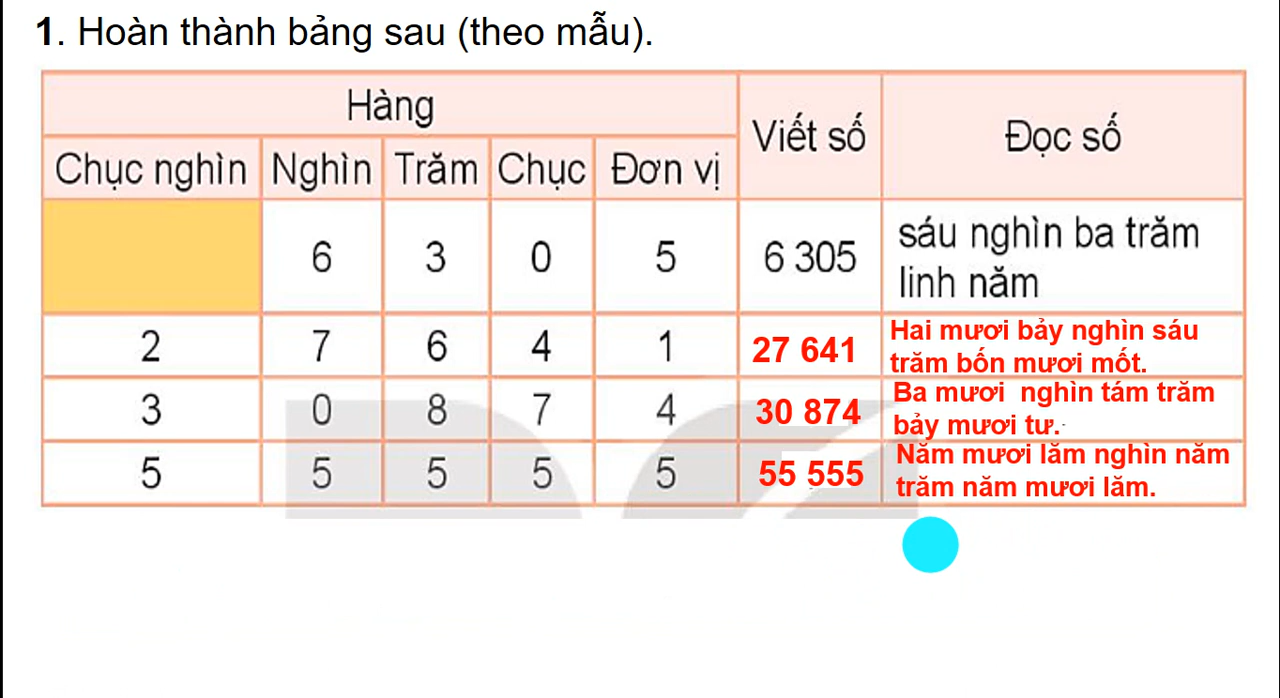 1. Hoàn thành bảng sau (theo mẫu).
Hàng
Viết số
Đọc số
Chục nghìn Nghìn Trăm Chục Đơn vị
6 3 0 5 6 305 sáu nghìn ba trăm
linh năm
2 7 6 4 1 27 641 Hai mươi bảy nghìn sáu
trăm bốn mươi mốt.
3 0 8 7 4 30 874 Ba mươi nghìn tám trăm
bảy mươi tư.
5 5 5 5 5 55 555 Năm mươi lăm nghìn năm
trăm năm mươi lăm.